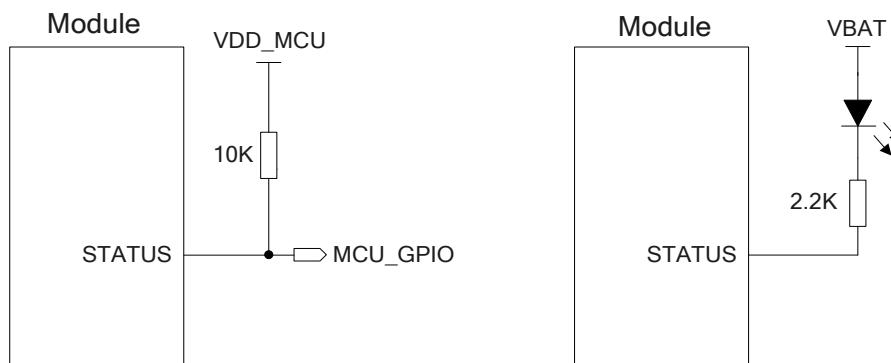 Module
VDD_MCU
10K
STATUS
MCU_GPIO
Module
VBAT
2.2K
STATUS